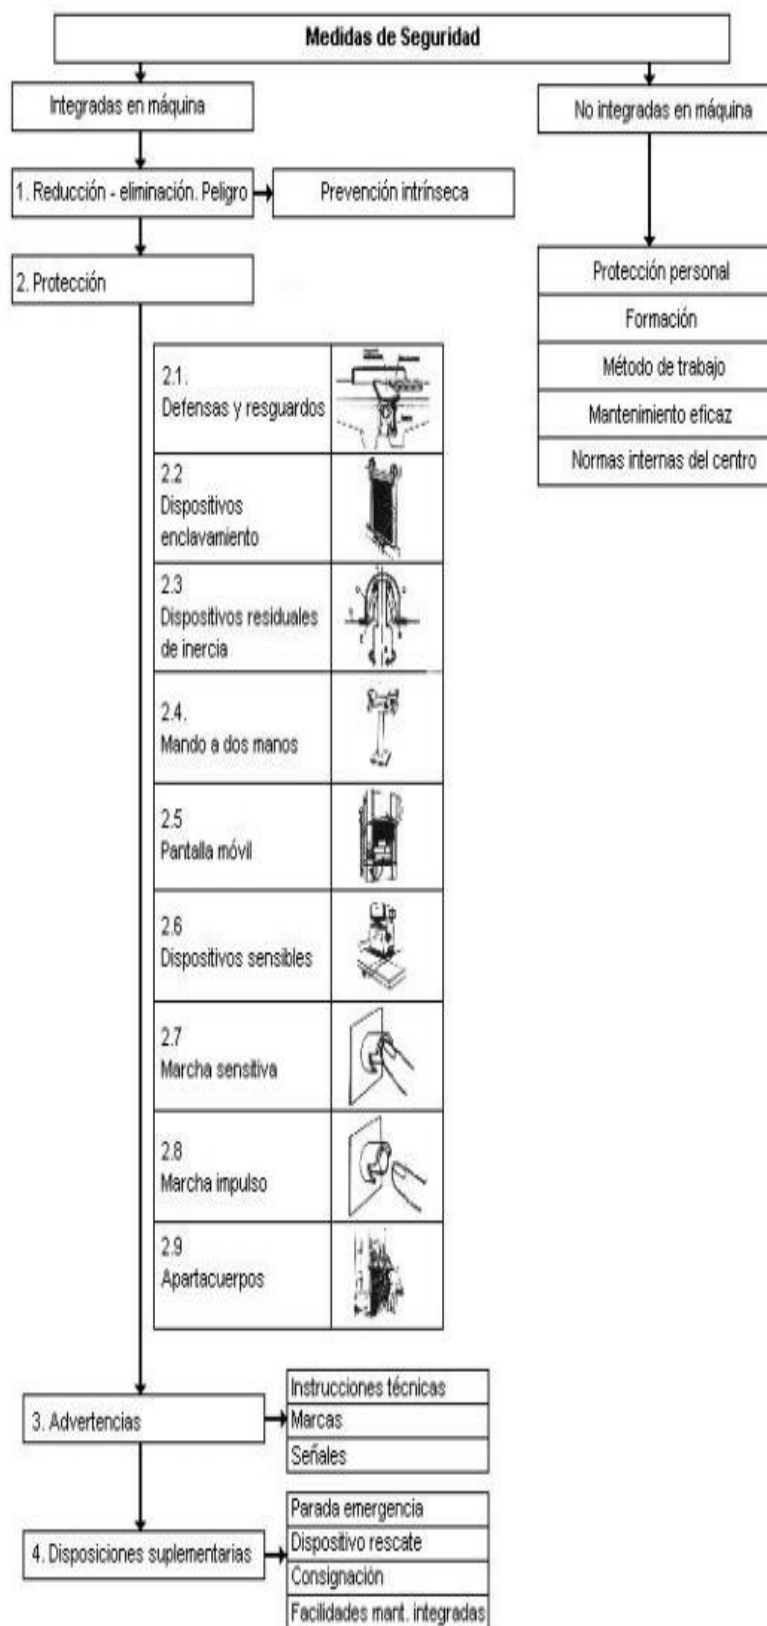 Medidas de Seguridad
Integradas en máquina
No integradas en máquina
1. Reducción - eliminación. Peligro
Prevención intrínseca
2. Protección
Protección personal
Formación
Método de trabajo
Mantenimiento eficaz
Normas internas del centro
2.1.
Defensas y resguardos
2.2
Dispositivos
enclavamiento
2.3
Dispositivos residuales
de inercia
2.4.
Mando a dos manos
2.5
Pantalla móvil
2.6
Dispositivos sensibles
2.7
Marcha sensitiva
2.8
Marcha impulso
2.9
Apartacuerpos
3. Advertencias
Instrucciones técnicas
Marcas
Señales
4. Disposiciones suplementarias
Parada emergencia
Dispositivo rescate
Consignación
Facilidades mant. integradas